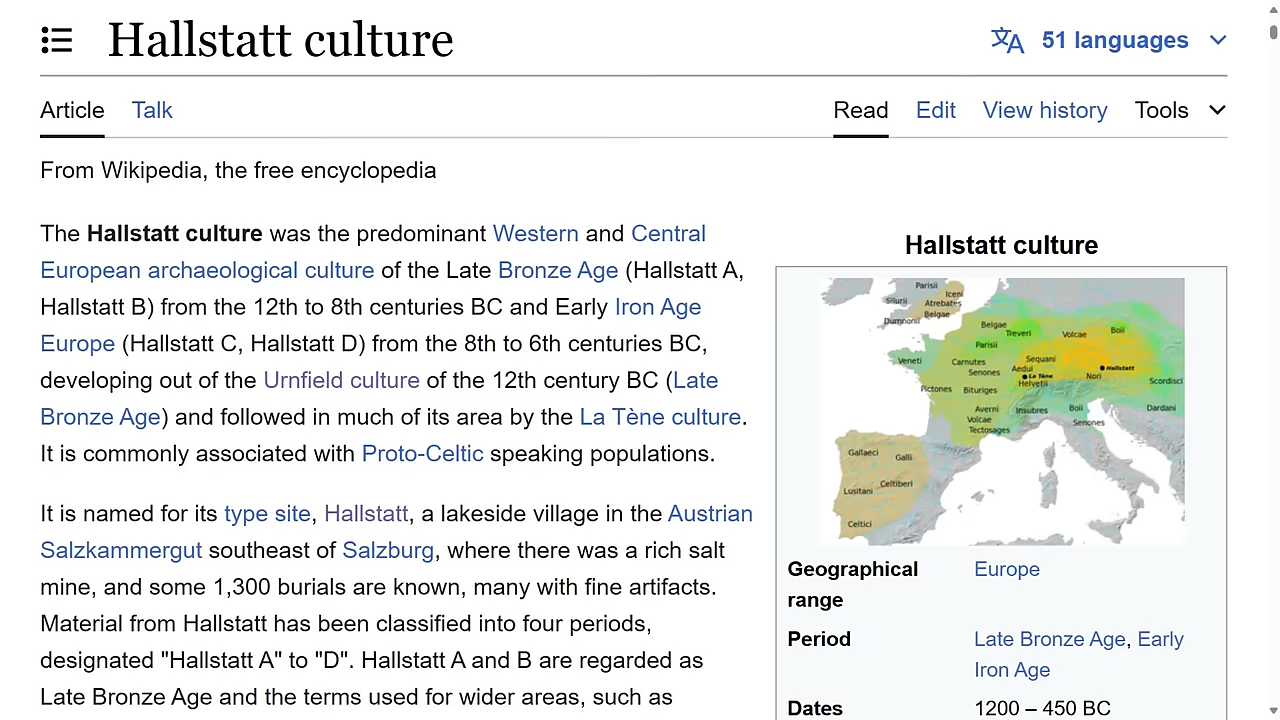 Hallstatt culture
51 languages
Article Talk
Read Edit View history Tools
From Wikipedia, the free encyclopedia
The Hallstatt culture was the predominant Western and Central
European archaeological culture of the Late Bronze Age (Hallstatt A,
Hallstatt B) from the 12th to 8th centuries BC and Early Iron Age
Europe (Hallstatt C, Hallstatt D) from the 8th to 6th centuries BC,
developing out of the Urnfield culture of the 12th century BC (Late
Bronze Age) and followed in much of its area by the La Tène culture.
It is commonly associated with Proto-Celtic speaking populations.
It is named for its type site, Hallstatt, a lakeside village in the Austrian
Salzkammergut southeast of Salzburg, where there was a rich salt
mine, and some 1,300 burials are known, many with fine artifacts.
Material from Hallstatt has been classified into four periods,
designated "Hallstatt A" to "D". Hallstatt A and B are regarded as
Late Bronze Age and the terms used for wider areas, such as
Hallstatt culture
Parisii
Iceni
Silurii
Atrebates
Belgae
Dumnonii
Belgae
Treveri
Volcae
Boii
Parisii
Veneti
Carnutes
Sequani
Senones
Aedui
Hallstatt
La Tène
Nori
Helvetii
Scordisci
Pictones
Bituriges
Averni
Insubres
Boii
Dardani
Volcae
Tectosages
Senones
Gallaeci
Galli
Lusitani
Celtiberi
Celtici
Geographical
range
Europe
Period
Late Bronze Age, Early
Iron Age
Dates
1200 – 450 BC